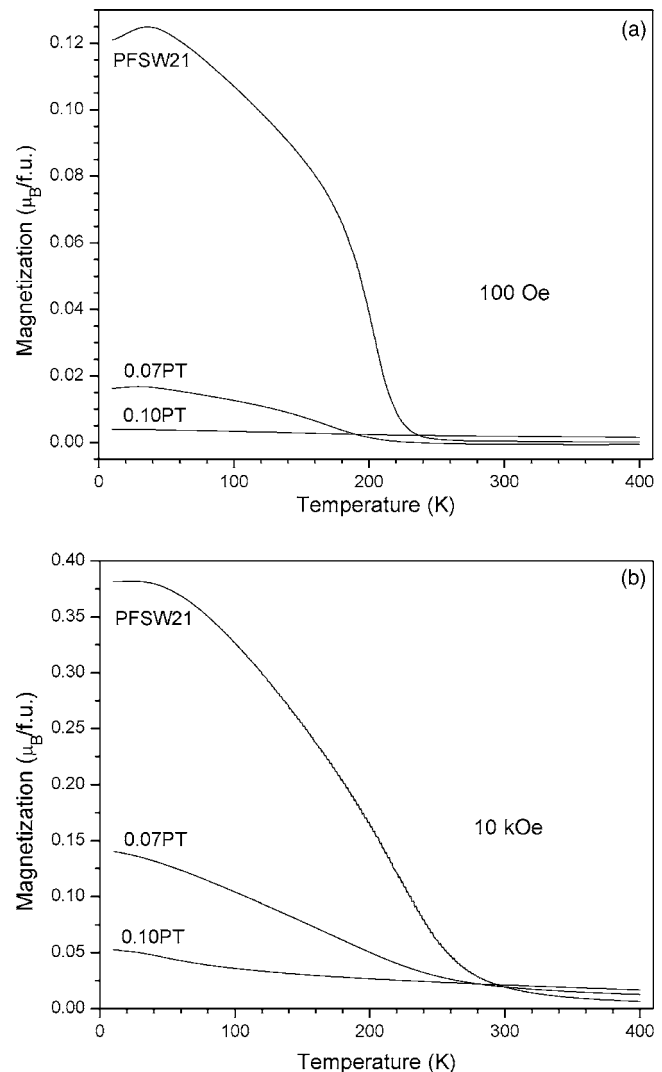 (a)
0.12
PFSW21
0.10
0.08
0.06
0.04
0.02
0.00
Magnetization (μB/f.u.)
100 Oe
0.07PT
0.10PT
0 100 200 300 400
Temperature (K)
(b)
0.40
0.35
PFSW21
0.30
0.25
0.20
0.15
0.10
0.05
0.00
Magnetization (μB/f.u.)
10 kOe
0.07PT
0.10PT
0 100 200 300 400
Temperature (K)